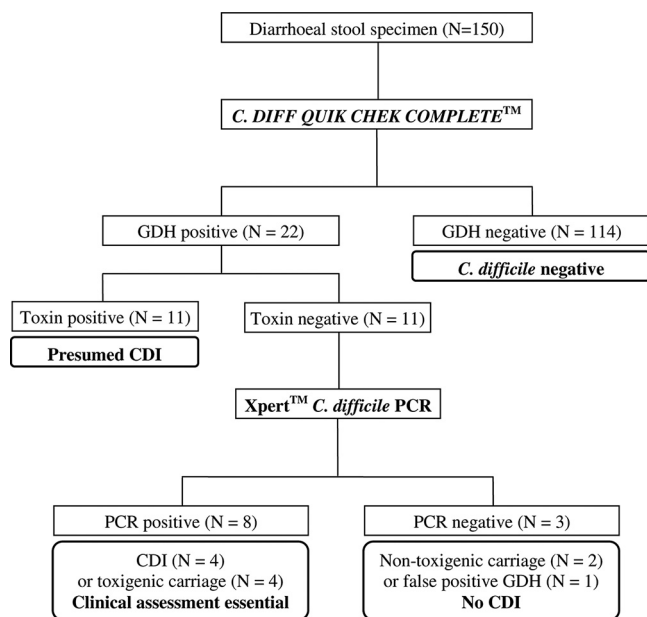 Diarrhoeal stool specimen (N=150)
C. DIFF QUIK CHEK COMPLETE™
GDH positive (N = 22)
GDH negative (N = 114)
C. difficile negative
Toxin positive (N = 11)
Toxin negative (N = 11)
Presumed CDI
Xpert™ C. difficile PCR
PCR positive (N = 8)
PCR negative (N = 3)
CDI (N = 4)
or toxigenic carriage (N = 4)
Clinical assessment essential
Non-toxigenic carriage (N = 2)
or false positive GDH (N = 1)
No CDI